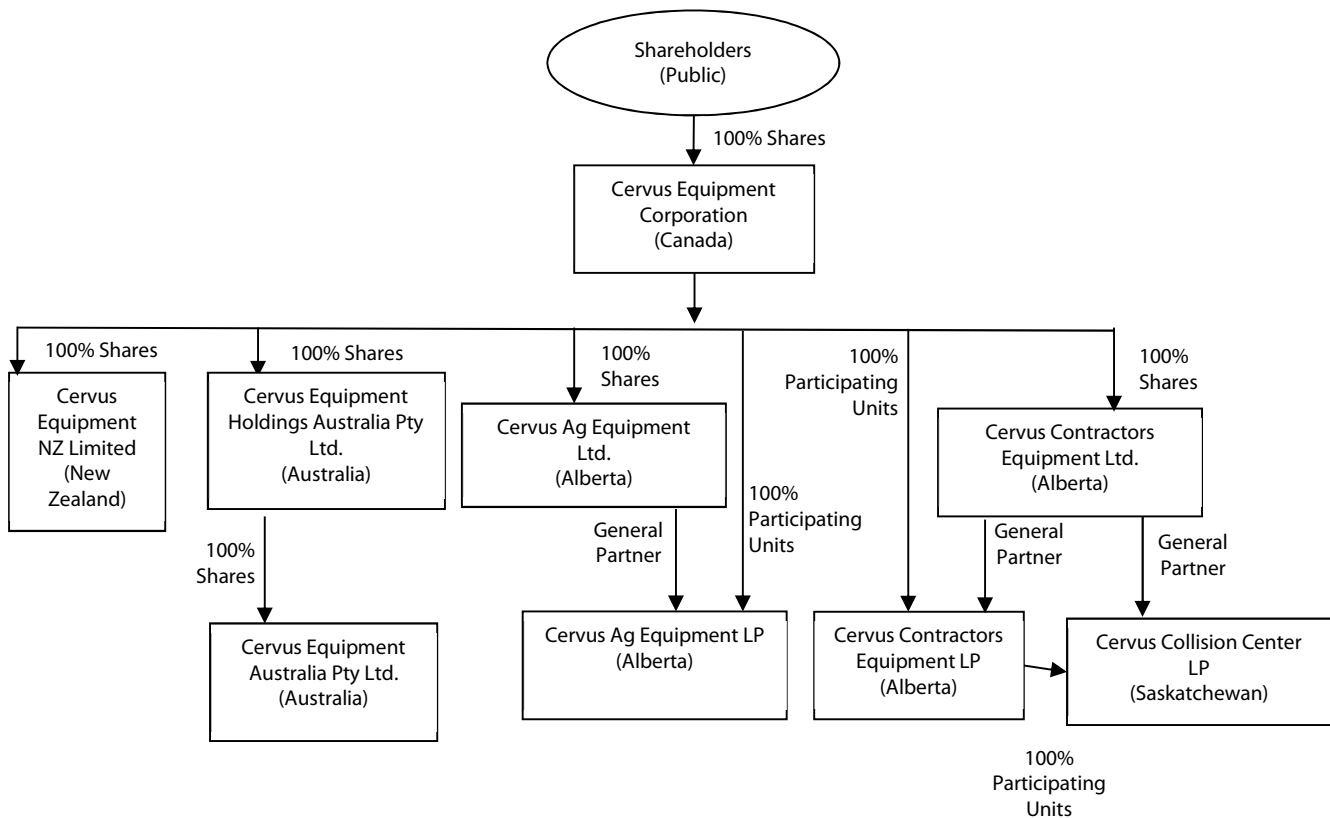 Shareholders
(Public)
100% Shares
Cervus Equipment
Corporation
(Canada)
100% Shares
100% Shares
100%
Shares
100%
Participating
Units
100%
Shares
Cervus
Equipment
NZ Limited
(New
Zealand)
Cervus Equipment
Holdings Australia Pty
Ltd.
(Australia)
Cervus Ag Equipment
Ltd.
(Alberta)
Cervus Contractors
Equipment Ltd.
(Alberta)
100%
Shares
General
Partner
100%
Participating
Units
General
Partner
General
Partner
Cervus Equipment
Australia Pty Ltd.
(Australia)
Cervus Ag Equipment LP
(Alberta)
Cervus Contractors
Equipment LP
(Alberta)
Cervus Collision Center
LP
(Saskatchewan)
100%
Participating
Units